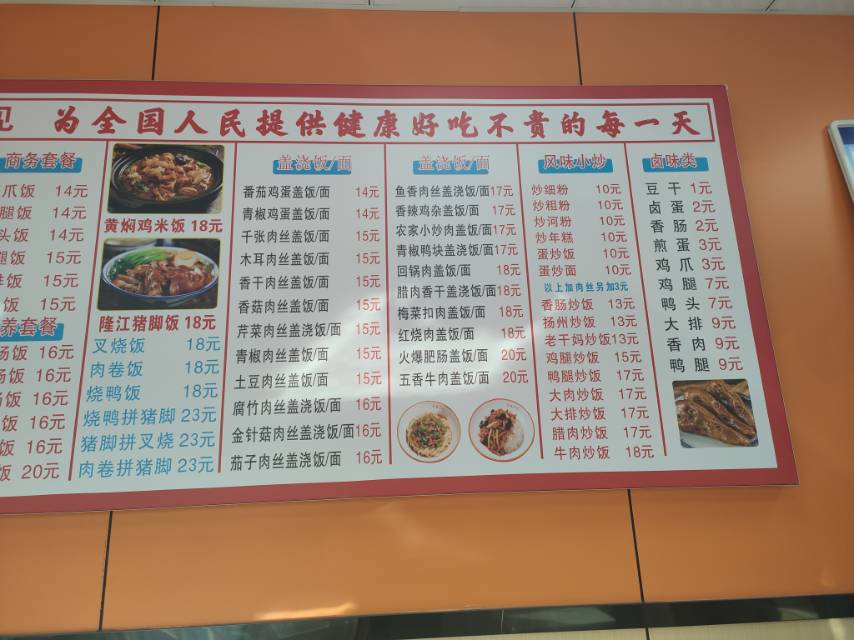 为全国人民提供健康好吃不贵的每一天
商务套餐
爪饭 14元
腿饭 14元
头饭 14元
腿饭 15元
饭 15元
饭 15元
养套餐
汤饭 16元
汤饭 16元
饭 16元
饭 16元
饭 16元
饭 20元
黄焖鸡米饭 18元
隆江猪脚饭 18元
叉烧饭 18元
肉卷饭 18元
烧鸭饭 18元
烧鸭拼猪脚 23元
猪脚拼叉烧 23元
肉卷拼猪脚 23元
盖浇饭/面
番茄鸡蛋盖饭/面 14元
青椒鸡蛋盖饭/面 14元
千张肉丝盖饭/面 15元
木耳肉丝盖饭/面 15元
香干肉丝盖饭/面 15元
香菇肉丝盖饭/面 15元
芹菜肉丝盖浇饭/面 15元
青椒肉丝盖饭/面 15元
土豆肉丝盖饭/面 15元
腐竹肉丝盖浇饭/面 16元
金针菇肉丝盖浇饭/面 16元
茄子肉丝盖浇饭/面 16元
盖浇饭/面
鱼香肉丝盖浇饭/面 17元
香辣鸡杂盖饭/面 17元
农家小炒肉盖饭/面 17元
青椒鸭块盖浇饭/面 17元
回锅肉盖饭/面 18元
腊肉香干盖浇饭/面 18元
梅菜扣肉盖饭/面 18元
红烧肉盖饭/面 18元
火爆肥肠盖饭/面 20元
五香牛肉盖饭/面 20元
风味小炒
炒细粉 10元
炒粗粉 10元
炒河粉 10元
炒年糕 10元
蛋炒饭 10元
蛋炒面 10元
以上加肉丝另加3元
香肠炒饭 13元
扬州炒饭 13元
老干妈炒饭 13元
鸡腿炒饭 15元
鸭腿炒饭 17元
大肉炒饭 17元
大排炒饭 17元
腊肉炒饭 17元
牛肉炒饭 18元
卤味类
豆干 1元
卤蛋 2元
香肠 2元
煎蛋 3元
鸡爪 3元
鸡腿 7元
鸭头 7元
大排 9元
香肉 9元
鸭腿 9元